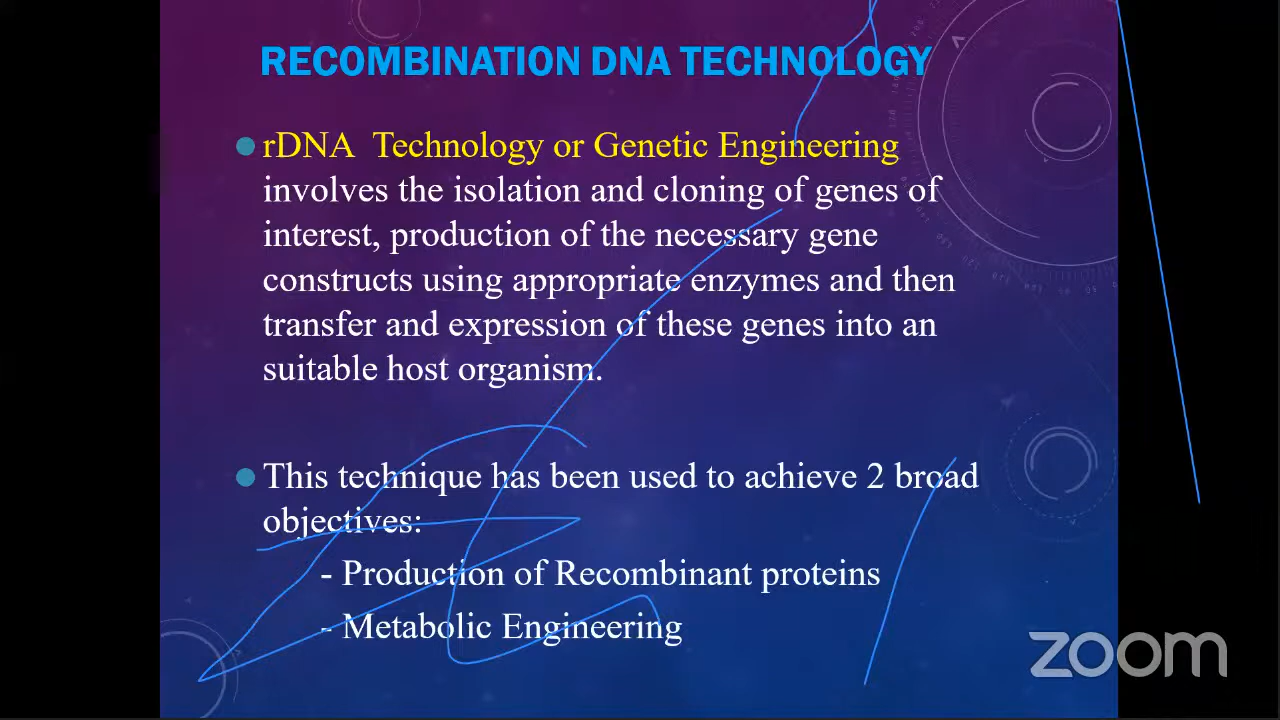 RECOMBINATION DNA TECHNOLOGY
rDNA Technology or Genetic Engineering
involves the isolation and cloning of genes of
interest, production of the necessary gene
constructs using appropriate enzymes and then
transfer and expression of these genes into an
suitable host organism.
This technique has been used to achieve 2 broad
objectives:
- Production of Recombinant proteins
- Metabolic Engineering
zoom